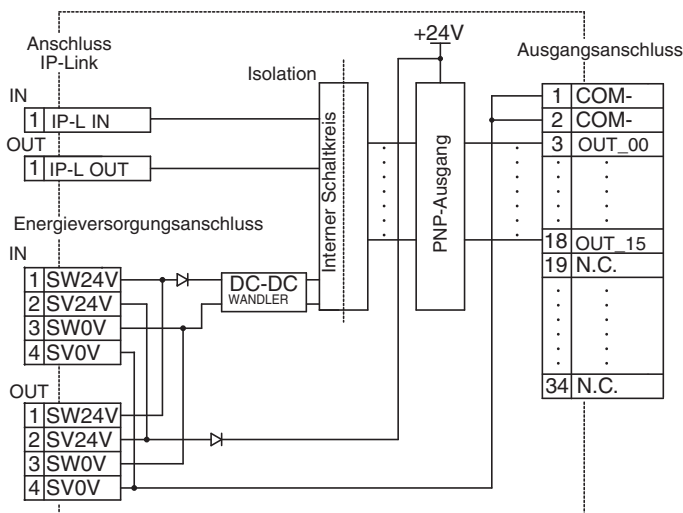 Anschluss
IP-Link
IN
1 IP-L IN
OUT
1 IP-L OUT
Energieversorgungsanschluss
IN
1 SW24V
2 SV24V
3 SW0V
4 SV0V
OUT
1 SW24V
2 SV24V
3 SW0V
4 SV0V
DC-DC
WANDLER
Isolation
Interner Schaltkreis
+24V
PNP-Ausgang
Ausgangsanschluss
1 COM-
2 COM-
3 OUT_00
18 OUT_15
19 N.C.
34 N.C.